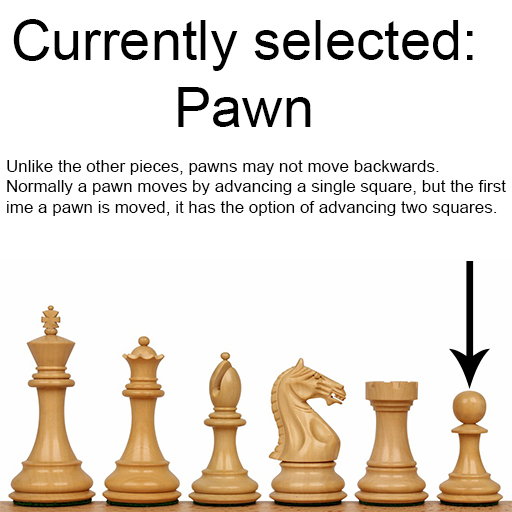 Currently selected:
Pawn
Unlike the other pieces, pawns may not move backwards.
Normally a pawn moves by advancing a single square, but the first
ime a pawn is moved, it has the option of advancing two squares.